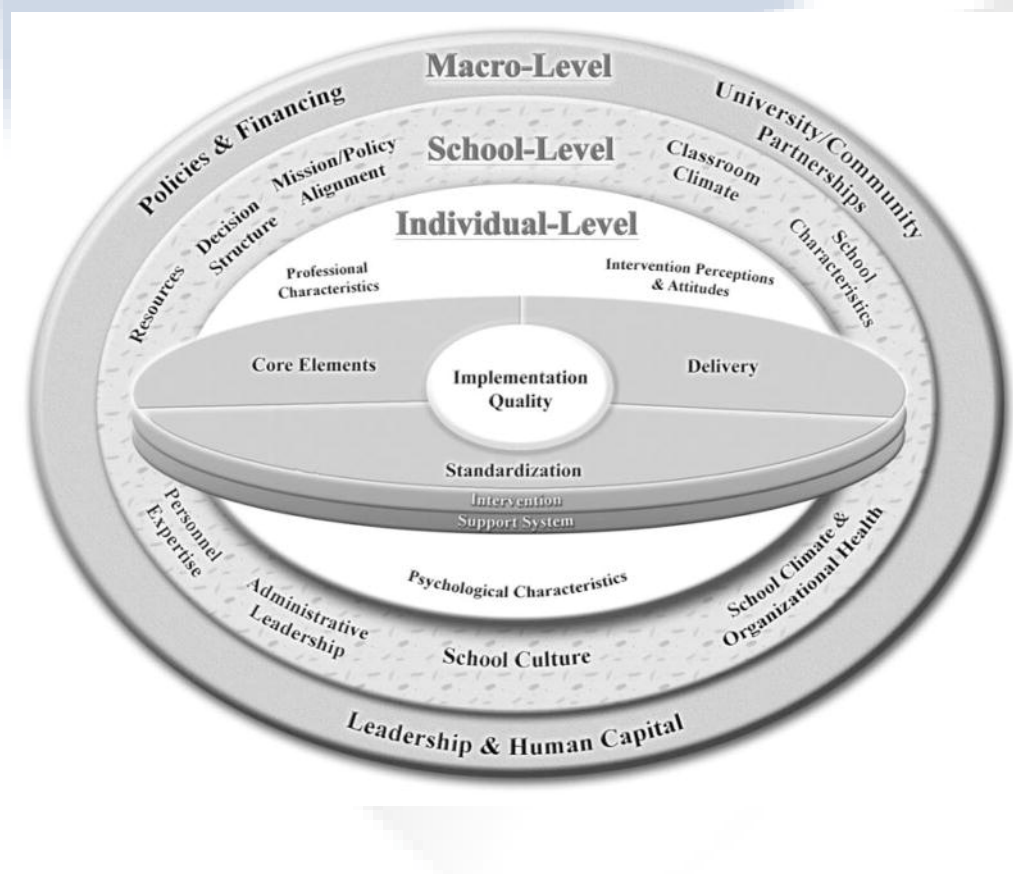 Macro-Level
Policies & Financing
University/Community
Partnerships
School-Level
Mission/Policy
Alignment
Decision
Structure
Resources
Classroom
Climate
School
Characteristics
Individual-Level
Professional
Characteristics
Intervention Perceptions
& Attitudes
Core Elements
Implementation
Quality
Delivery
Standardization
Intervention
Support System
Psychological Characteristics
Personnel
Expertise
Administrative
Leadership
School Culture
School Climate &
Organizational Health
Leadership & Human Capital